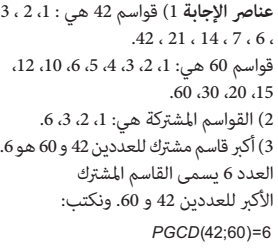 عناصر الإجابة 1) قواسم 42 هي : 1، 2 ، 3
، 6 ، 7 ، 14 ، 21 ، 42.
قواسم 60 هي: 1، 2، 3، 4، 5، 6، 10، 12،
15، 20، 30، 60.
2) القواسم المشتركة هي: 1، 2، 3، 6.
3) أكبر قاسم مشترك للعددين 42 و 60 هو 6.
العدد 6 يسمى القاسم المشترك
الأكبر للعددين 42 و 60. ونكتب:
PGCD(42;60)=6